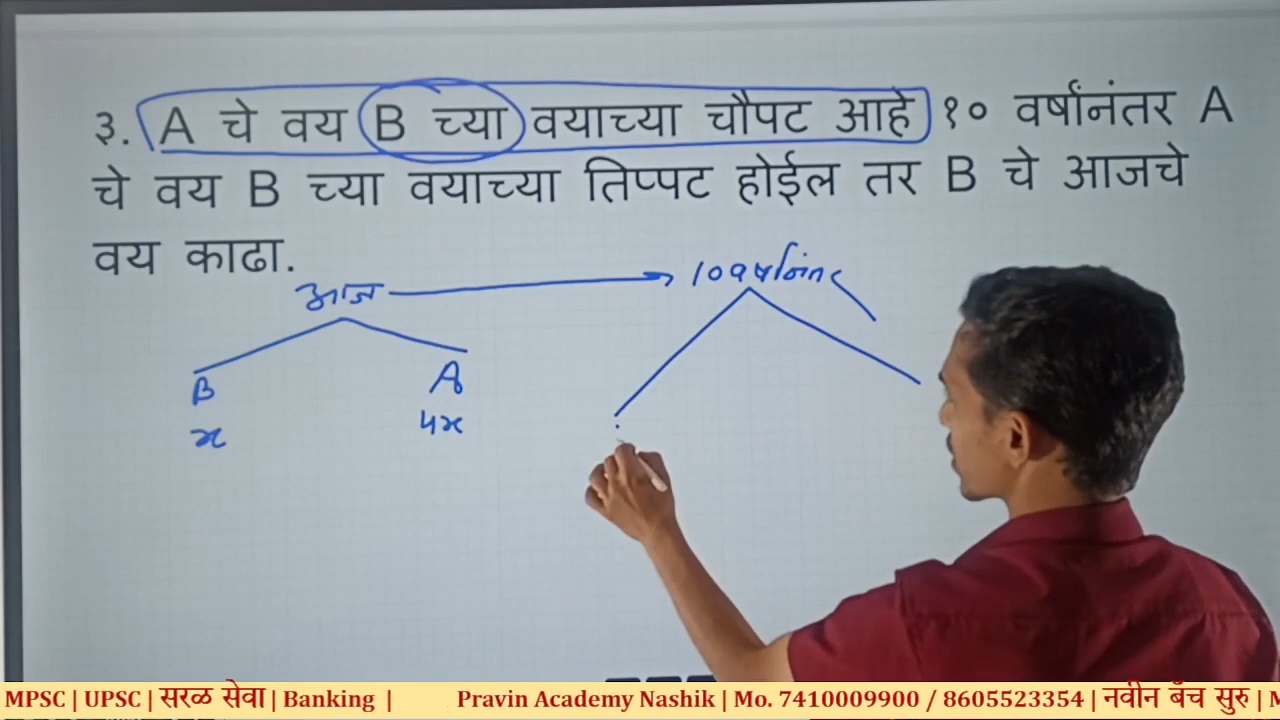 ३. A चे वय B च्या वयाच्या चौपट आहे १० वर्षांनंतर A
चे वय B च्या वयाच्या तिप्पट होईल तर B चे आजचे
वय काढा.
आज 10 वर्षानंतर
B A
x 4x
MPSC | UPSC | सरळ सेवा | Banking | Pravin Academy Nashik | Mo. 7410009900 / 8605523354 | नवीन बॅच सुरु | M